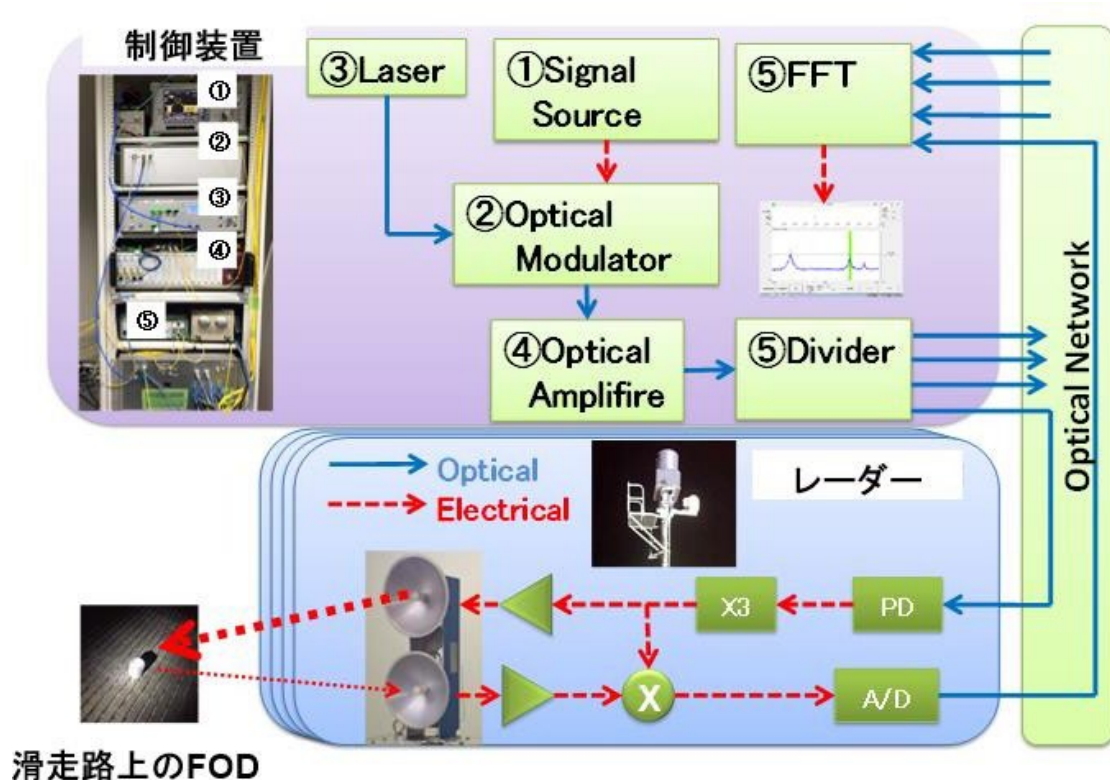 制御装置
①
②
③
④
⑤
③Laser
①Signal
Source
⑤FFT
②Optical
Modulator
④Optical
Amplifire
⑤Divider
Optical Network
Optical
Electrical
レーダー
X3
PD
X
A/D
滑走路上のFOD